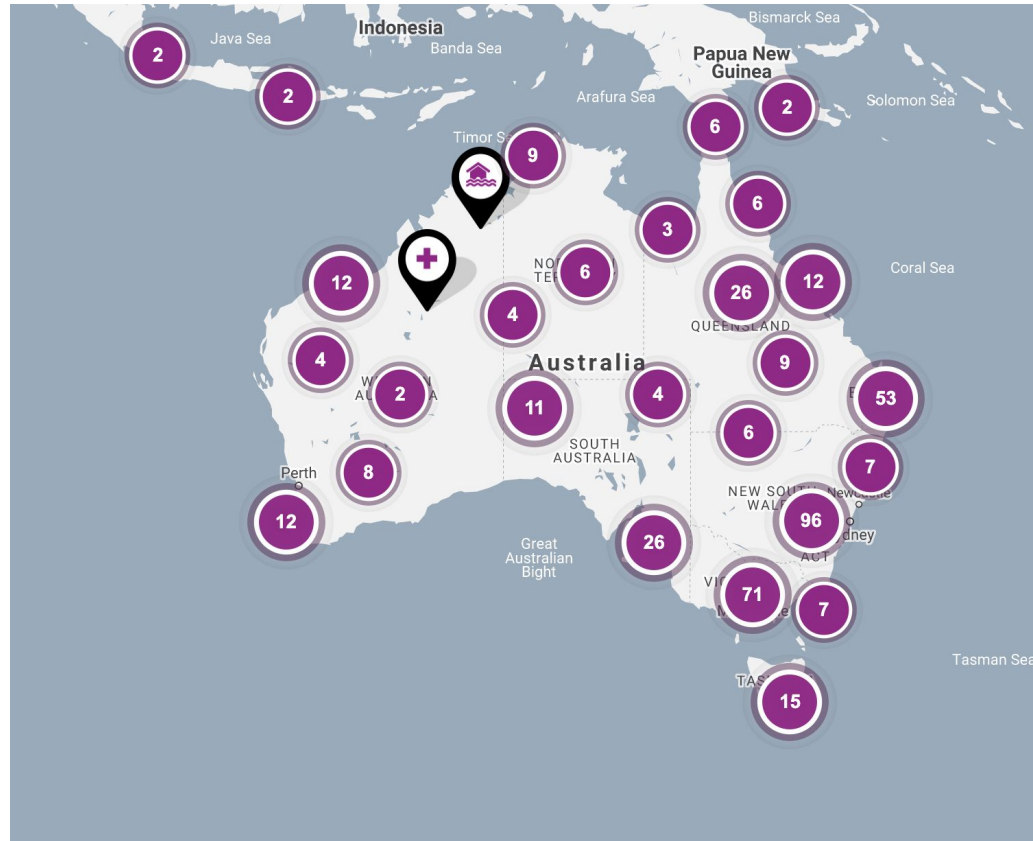 Bismarck Sea
Indonesia
Java Sea
Banda Sea
2
Papua New
Guinea
2
Arafura Sea
2
Solomon Sea
6
Timor
9
6
3
Coral Sea
6
12
26
12
4
QUEENSLAND
4
Australia
9
2
4
53
11
6
SOUTH
AUSTRALIA
7
Perth
8
NEW SOUTH
12
96
26
Great
Australian
Bight
ACT
71
7
Tasman Sea
15